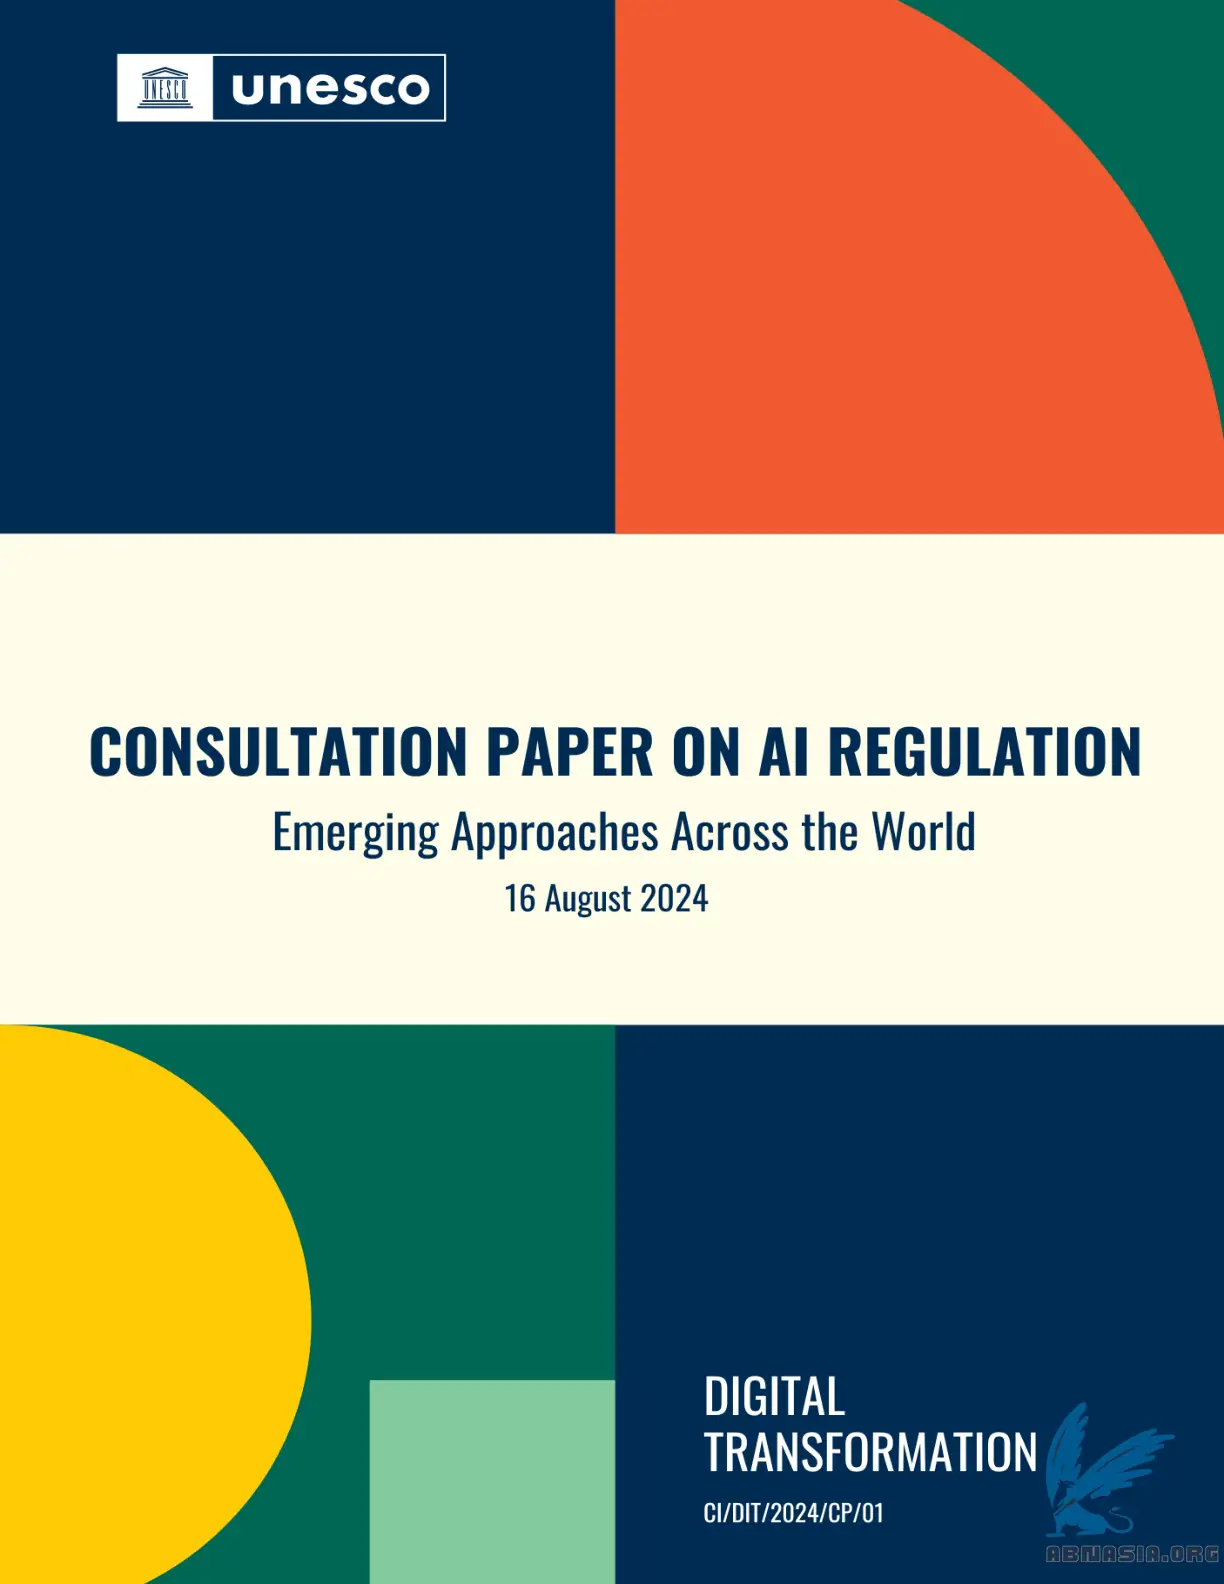 UNESCO
unesco
CONSULTATION PAPER ON AI REGULATION
Emerging Approaches Across the World
16 August 2024
DIGITAL
TRANSFORMATION
CI/DIT/2024/CP/01
ABMASIA.ORG